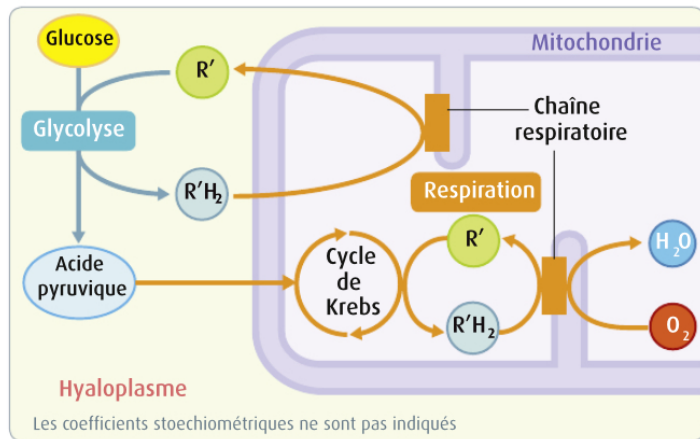 Glucose
Mitochondrie
R'
Chaîne
respiratoire
Glycolyse
R'H2
Respiration
R'
H2O
Acide
pyruvique
Cycle
de
Krebs
R'H2
O2
Hyaloplasme
Les coefficients stoechiométriques ne sont pas indiqués